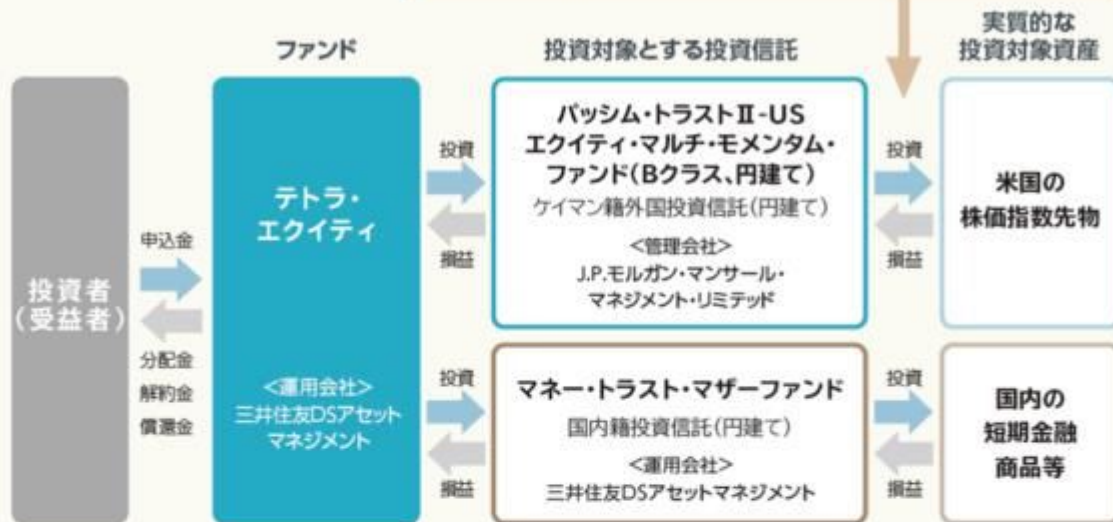 ファンド
投資対象とする投資信託
実質的な
投資対象資産
投資者
(受益者)
申込金
分配金
解約金
償還金
テトラ・
エクイティ
<運用会社>
三井住友DSアセット
マネジメント
投資
損益
パッシム・トラストⅡ-US
エクイティ・マルチ・モメンタム・
ファンド(Bクラス、円建て)
ケイマン籍外国投資信託(円建て)
<管理会社>
J.P.モルガン・マンサール・
マネジメント・リミテッド
投資
損益
米国の
株価指数先物
投資
損益
マネー・トラスト・マザーファンド
国内籍投資信託(円建て)
<運用会社>
三井住友DSアセットマネジメント
投資
損益
国内の
短期金融
商品等